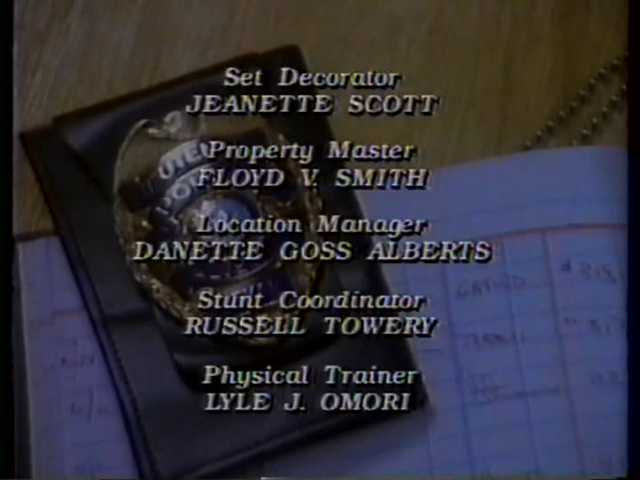 Set Decorator
JEANETTE SCOTT
Property Master
FLOYD V. SMITH
Location Manager
DANETTE GOSS ALBERTS
Stunt Coordinator
RUSSELL TOWERY
Physical Trainer
LYLE J. OMORI